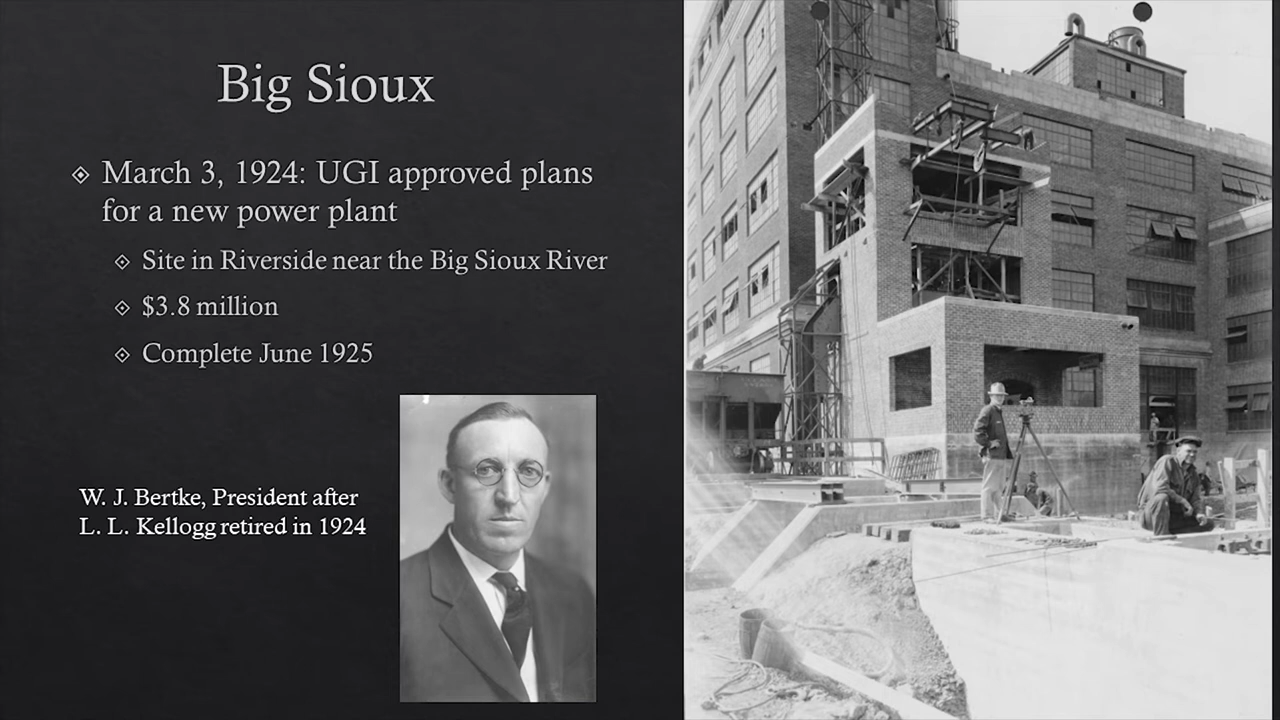 Big Sioux
March 3, 1924: UGI approved plans
for a new power plant
Site in Riverside near the Big Sioux River
$3.8 million
Complete June 1925
W. J. Bertke, President after
L. L. Kellogg retired in 1924